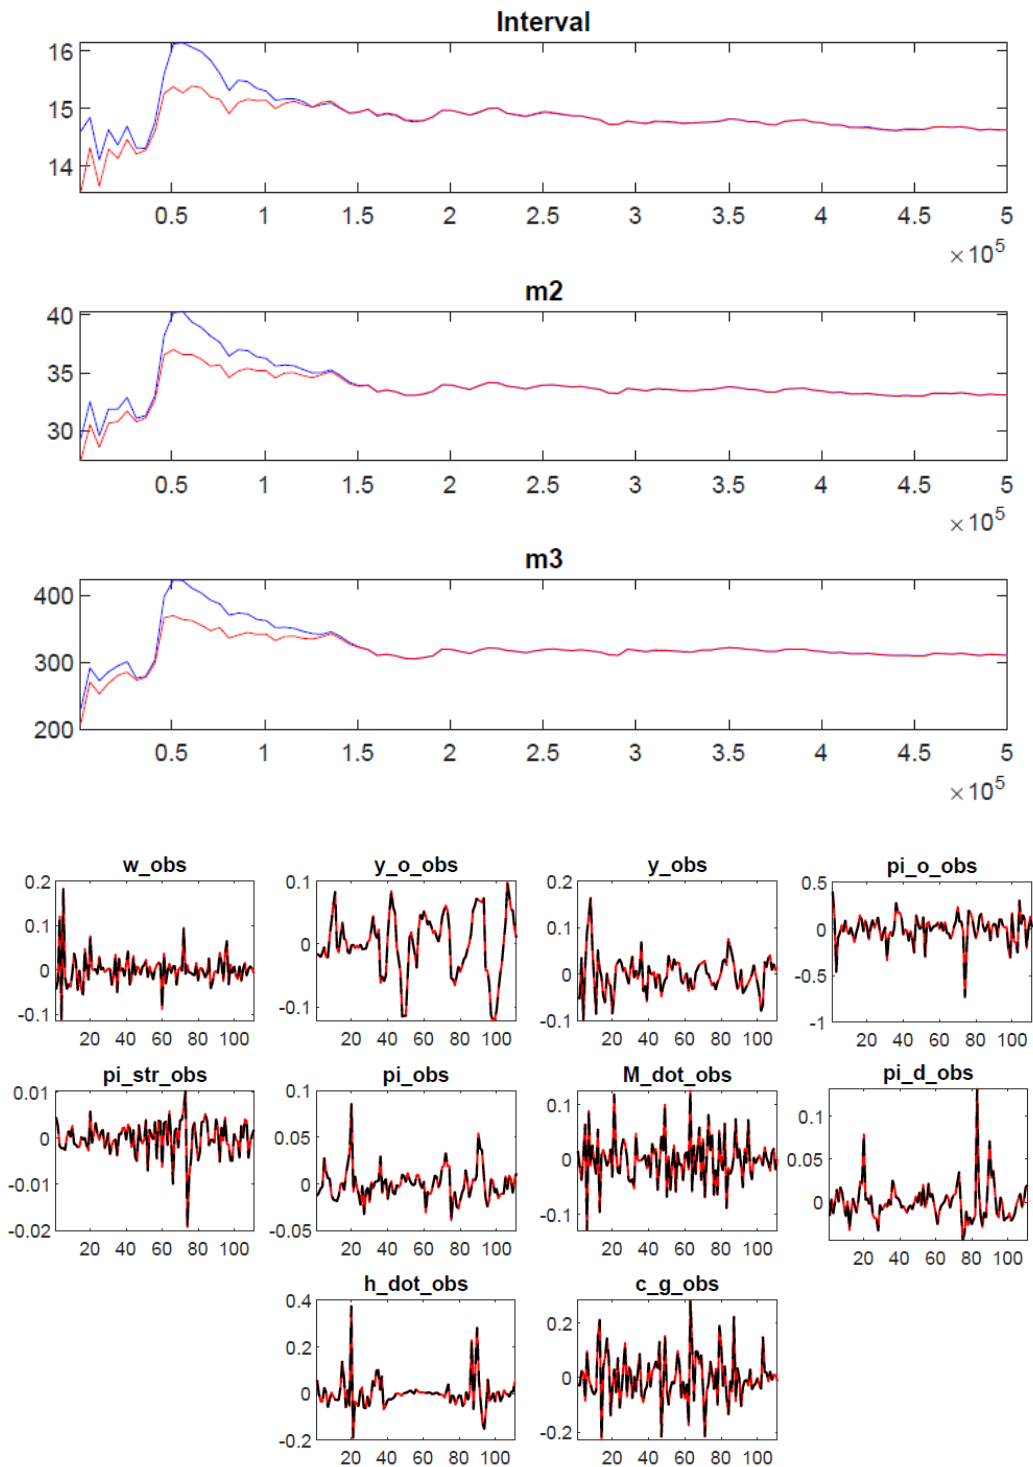 Interval
16
15
14
0.5 1 1.5 2 2.5 3 3.5 4 4.5 5
×10^5
m2
40
35
30
0.5 1 1.5 2 2.5 3 3.5 4 4.5 5
×10^5
m3
400
300
200
0.5 1 1.5 2 2.5 3 3.5 4 4.5 5
×10^5
w_obs y_o_obs y_obs pi_o_obs
0.2 0.1 0.2 0.5
0.1 0.1 0
0 0 0 -0.5
-0.1 -0.1 -0.1 -1
20 40 60 80 100 20 40 60 80 100 20 40 60 80 100 20 40 60 80 100
pi_str_obs pi_obs M_dot_obs pi_d_obs
0.01 0.1 0.1 0.1
0 0.05 0 0.05
-0.01 0 -0.1 0
-0.02 -0.05
20 40 60 80 100 20 40 60 80 100 20 40 60 80 100 20 40 60 80 100
h_dot_obs c_g_obs
0.4 0.2
0.2 0
0 -0.2
-0.2
20 40 60 80 100 20 40 60 80 100